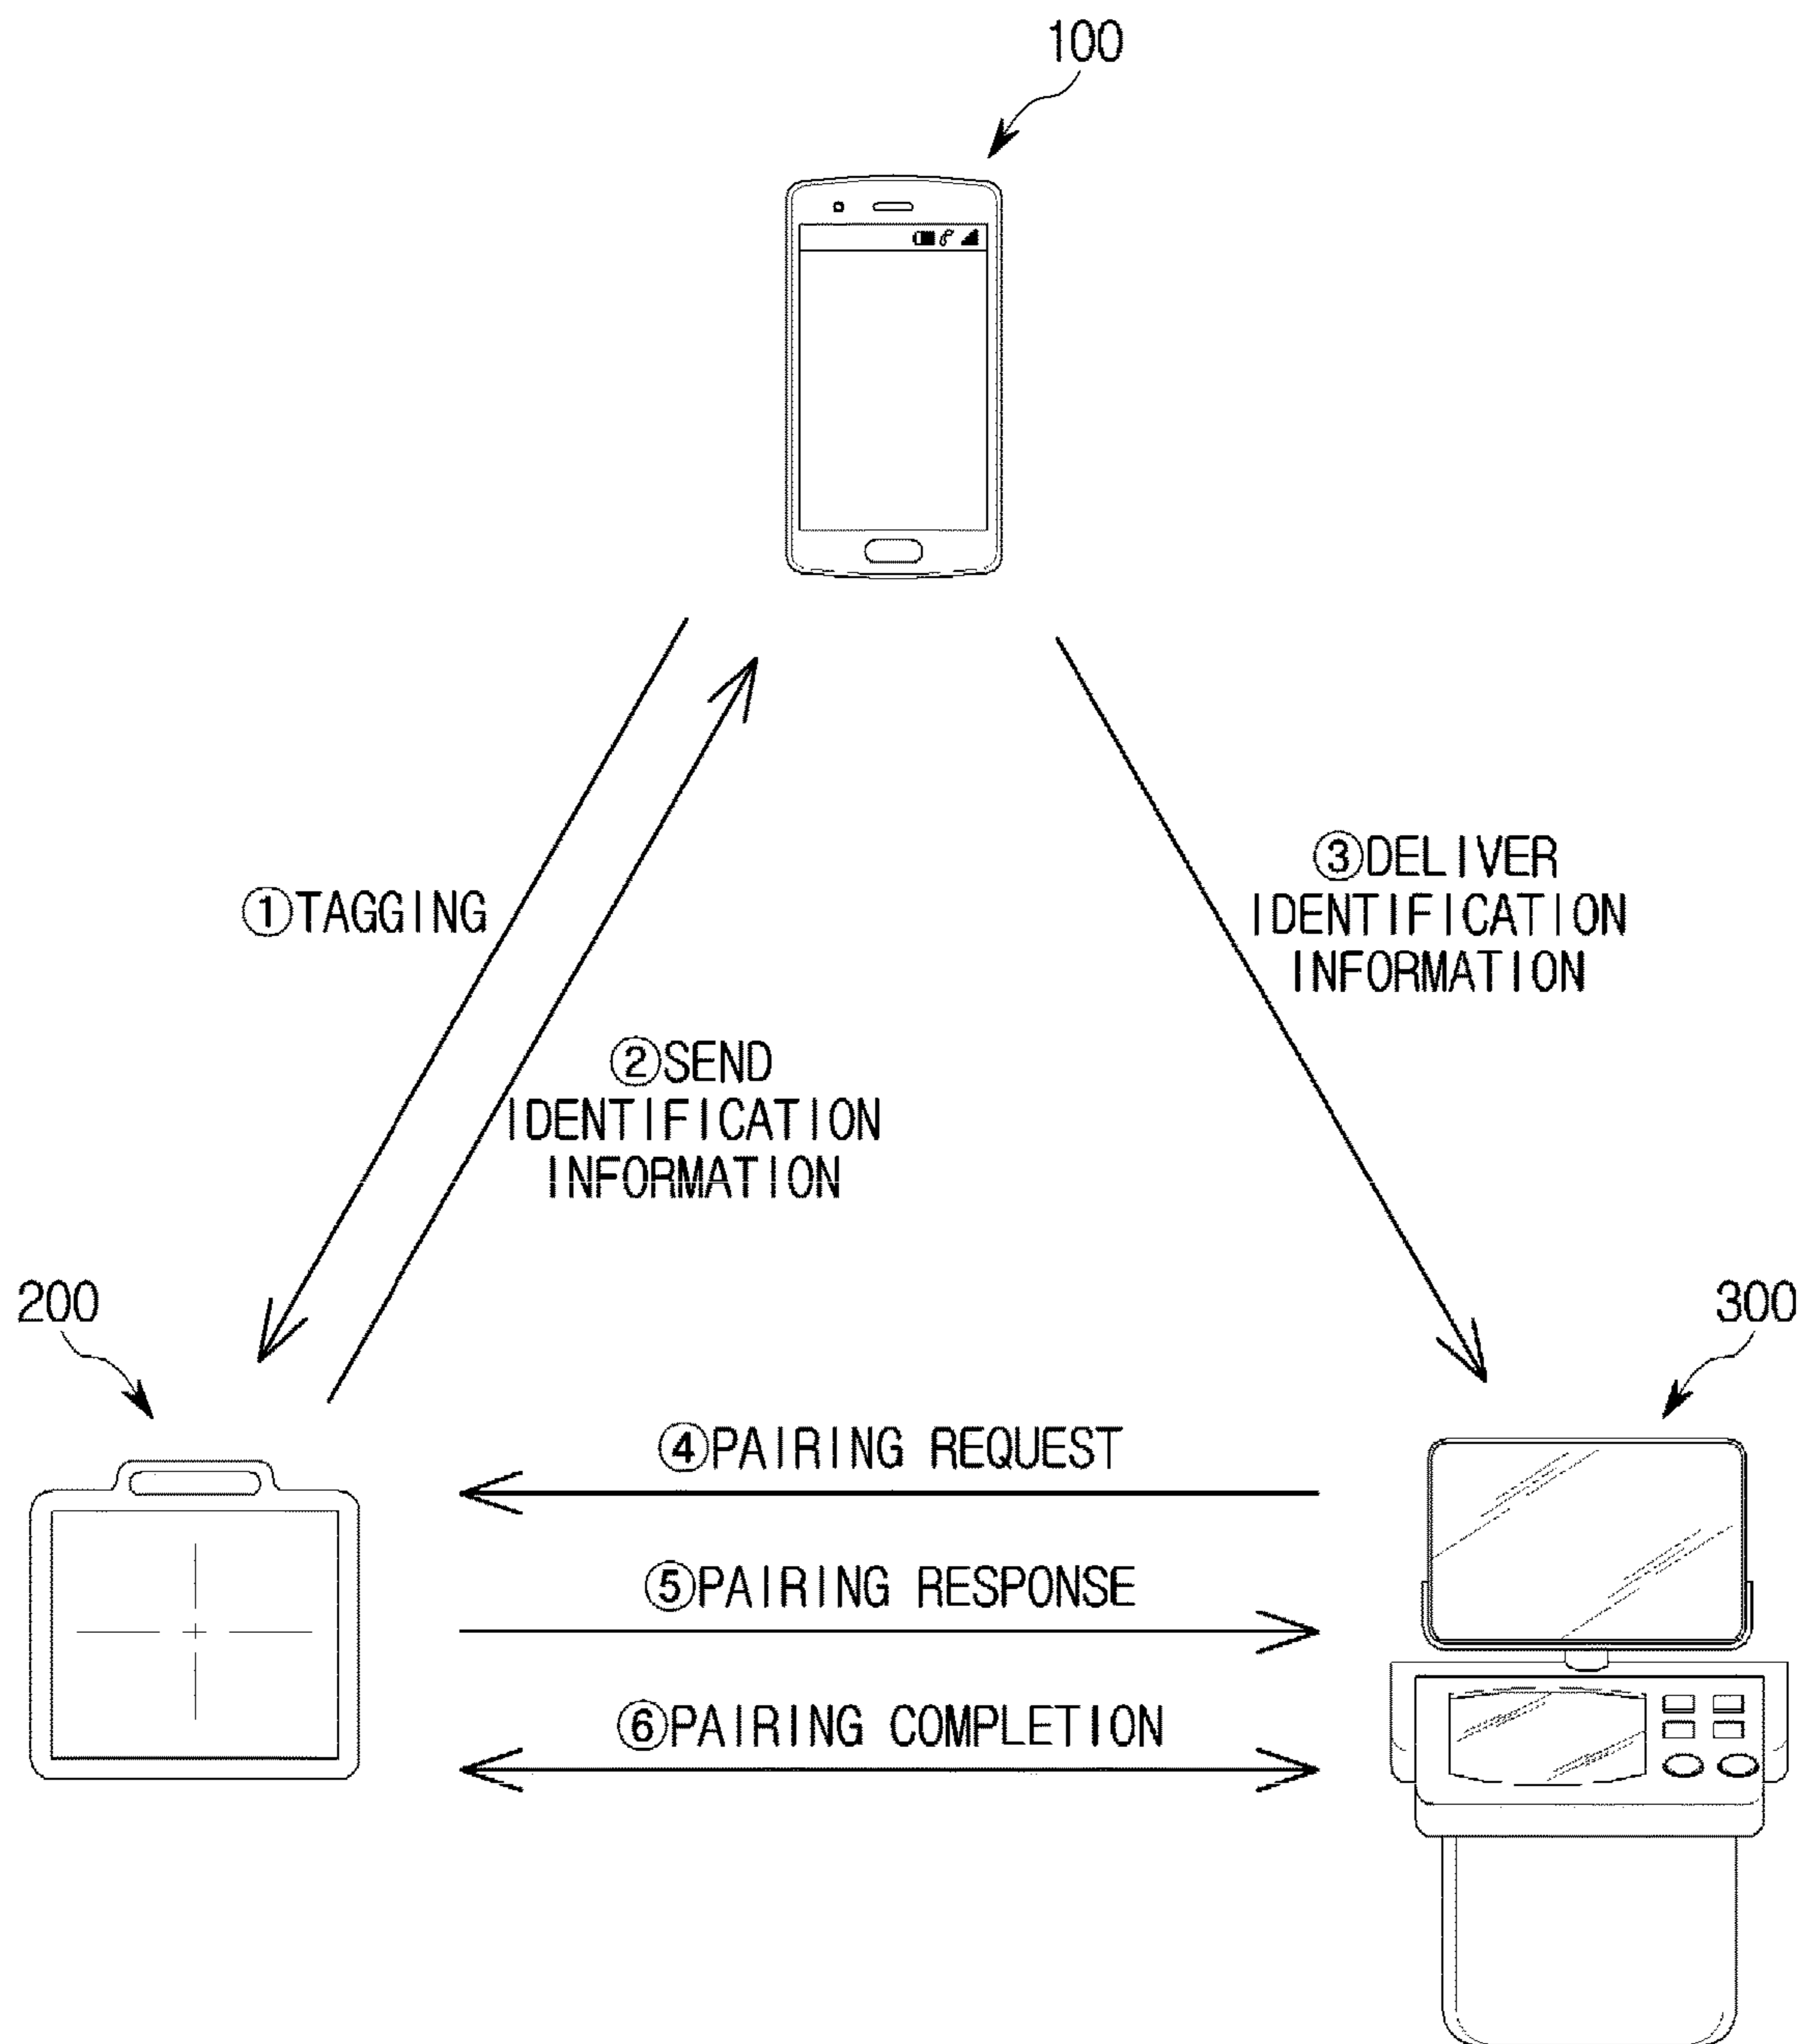 100
①TAGGING
③DELIVER
IDENTIFICATION
INFORMATION
②SEND
IDENTIFICATION
INFORMATION
200
300
④PAIRING REQUEST
⑤PAIRING RESPONSE
⑥PAIRING COMPLETION